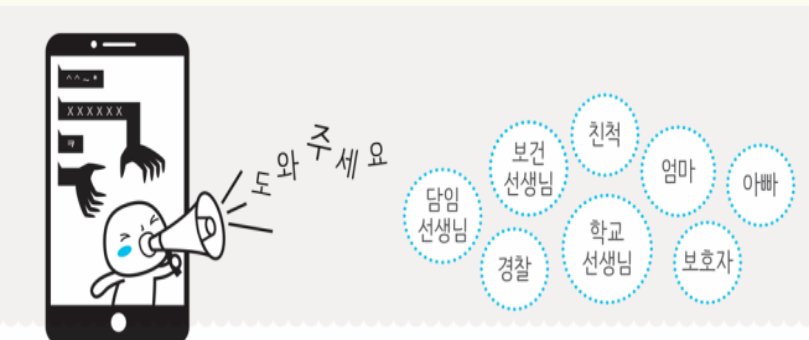 ^^~*
XXXXXX
ㅋ
도와주세요
친척
보건
선생님
엄마
아빠
담임
선생님
학교
선생님
경찰
보호자